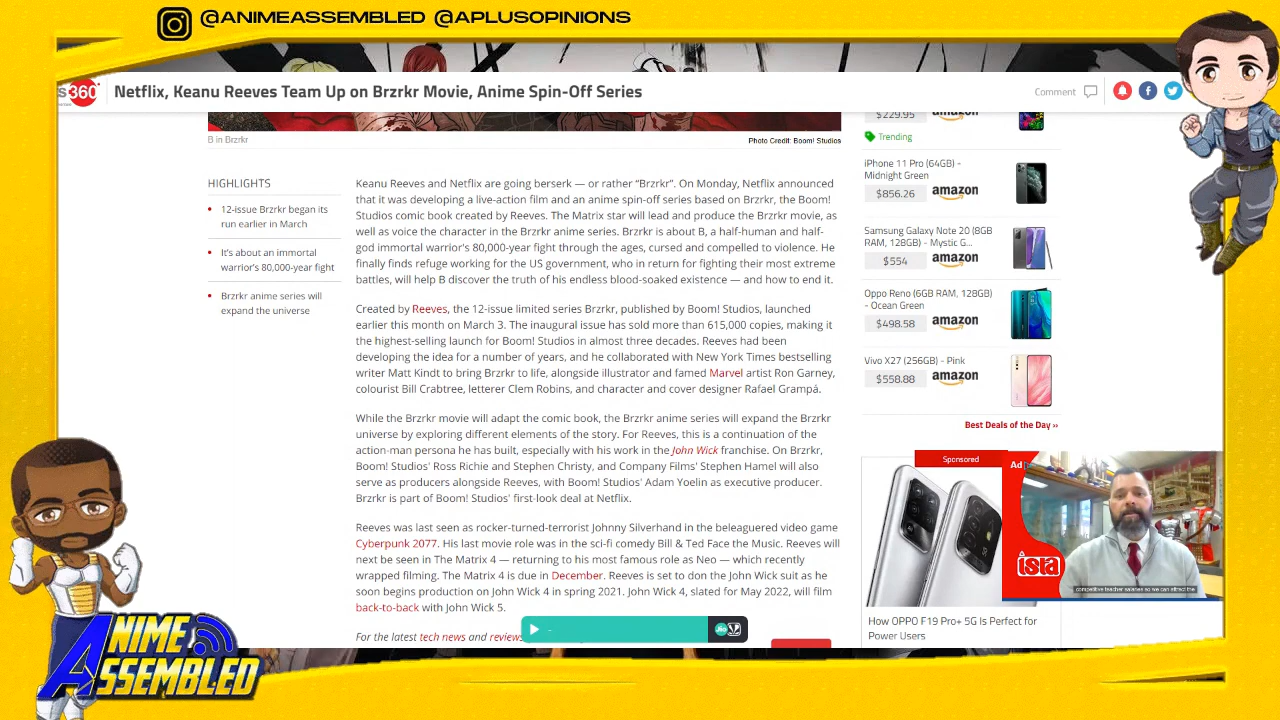 @ANIMEASSEMBLED @APLUSOPINIONS
s360
Netflix, Keanu Reeves Team Up on Brzrkr Movie, Anime Spin-Off Series
Comment
B in Brzrkr
Photo Credit: Boom! Studios
HIGHLIGHTS
12-issue Brzrkr began its
run earlier in March
It's about an immortal
warrior's 80,000-year fight
Brzrkr anime series will
expand the universe
Keanu Reeves and Netflix are going berserk — or rather “Brzrkr”. On Monday, Netflix announced
that it was developing a live-action film and an anime spin-off series based on Brzrkr, the Boom!
Studios comic book created by Reeves. The Matrix star will lead and produce the Brzrkr movie, as
well as voice the character in the Brzrkr anime series. Brzrkr is about B, a half-human and half-
god immortal warrior's 80,000-year fight through the ages, cursed and compelled to violence. He
finally finds refuge working for the US government, who in return for fighting their most extreme
battles, will help B discover the truth of his endless blood-soaked existence — and how to end it.
Created by Reeves, the 12-issue limited series Brzrkr, published by Boom! Studios, launched
earlier this month on March 3. The inaugural issue has sold more than 615,000 copies, making it
the highest-selling launch for Boom! Studios in almost three decades. Reeves had been
developing the idea for a number of years, and he collaborated with New York Times bestselling
writer Matt Kindt to bring Brzrkr to life, alongside illustrator and famed Marvel artist Ron Garney,
colourist Bill Crabtree, letterer Clem Robins, and character and cover designer Rafael Grampá.
While the Brzrkr movie will adapt the comic book, the Brzrkr anime series will expand the Brzrkr
universe by exploring different elements of the story. For Reeves, this is a continuation of the
action-man persona he has built, especially with his work in the John Wick franchise. On Brzrkr,
Boom! Studios' Ross Richie and Stephen Christy, and Company Films' Stephen Hamel will also
serve as producers alongside Reeves, with Boom! Studios' Adam Yoelin as executive producer.
Brzrkr is part of Boom! Studios' first-look deal at Netflix.
Reeves was last seen as rocker-turned-terrorist Johnny Silverhand in the beleaguered video game
Cyberpunk 2077. His last movie role was in the sci-fi comedy Bill & Ted Face the Music. Reeves will
next be seen in The Matrix 4 — returning to his most famous role as Neo — which recently
wrapped filming. The Matrix 4 is due in December. Reeves is set to don the John Wick suit as he
soon begins production on John Wick 4 in spring 2021. John Wick 4, slated for May 2022, will film
back-to-back with John Wick 5.
For the latest tech news and reviews
Jio
$229.95 amazon
Trending
iPhone 11 Pro (64GB) -
Midnight Green
$856.26 amazon
Samsung Galaxy Note 20 (8GB
RAM, 128GB) - Mystic G...
$554 amazon
Oppo Reno (6GB RAM, 128GB)
- Ocean Green
$498.58 amazon
Vivo X27 (256GB) - Pink
$558.88 amazon
Best Deals of the Day »
Sponsored
Ad
ista
competitive teacher salaries so we can attract the
How OPPO F19 Pro+ 5G Is Perfect for
Power Users
ANIME
ASSEMBLED